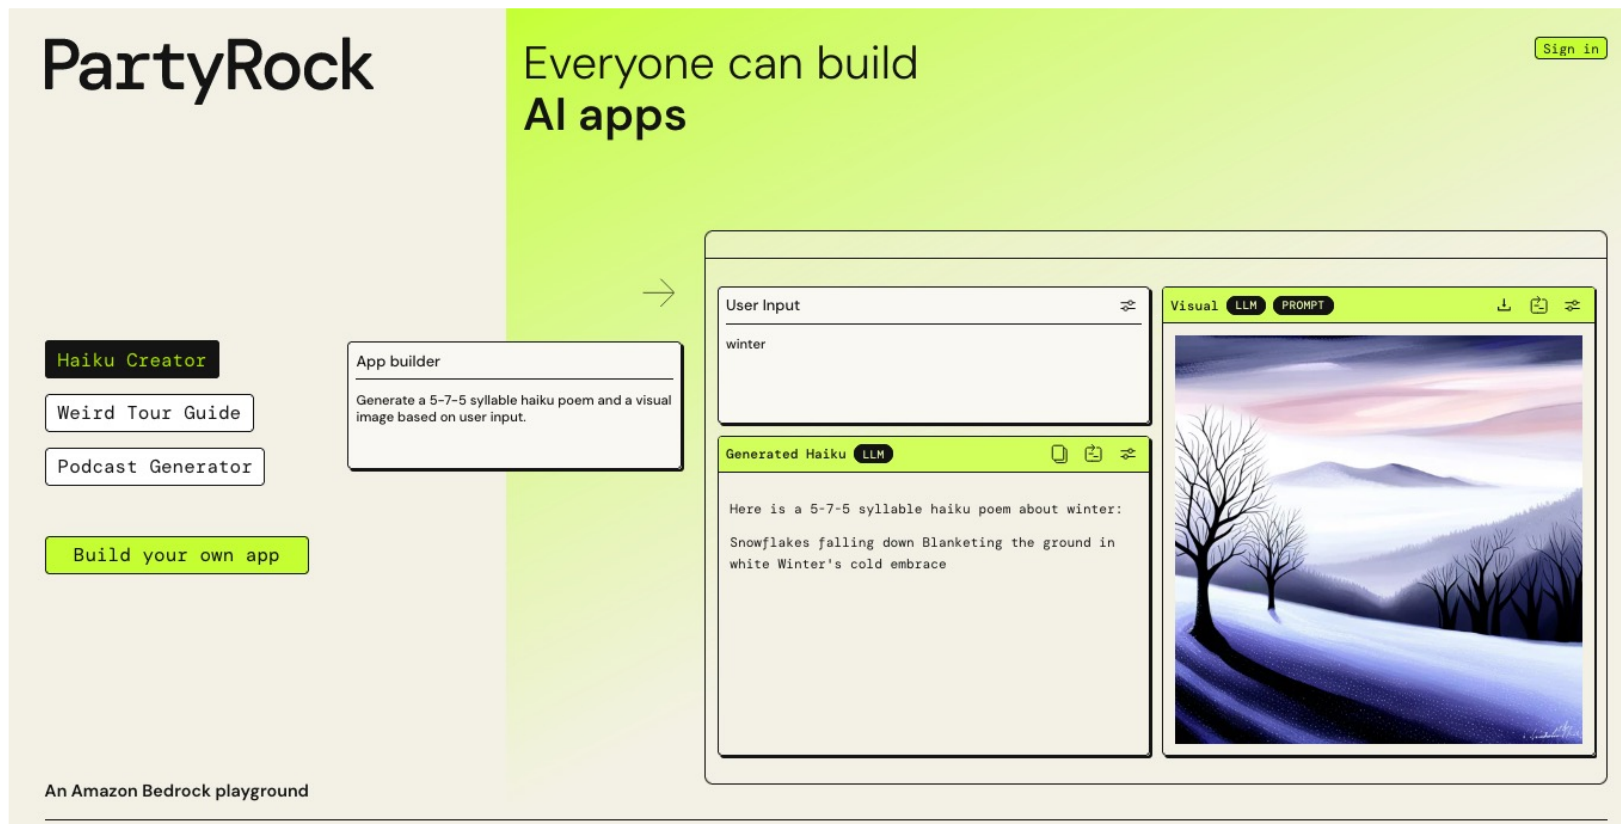 PartyRock
Everyone can build
AI apps
Sign in
Haiku Creator
Weird Tour Guide
Podcast Generator
Build your own app
App builder
Generate a 5-7-5 syllable haiku poem and a visual
image based on user input.
User Input
winter
Generated Haiku LLM
Here is a 5-7-5 syllable haiku poem about winter:
Snowflakes falling down Blanketing the ground in
white Winter's cold embrace
Visual LLM PROMPT
An Amazon Bedrock playground